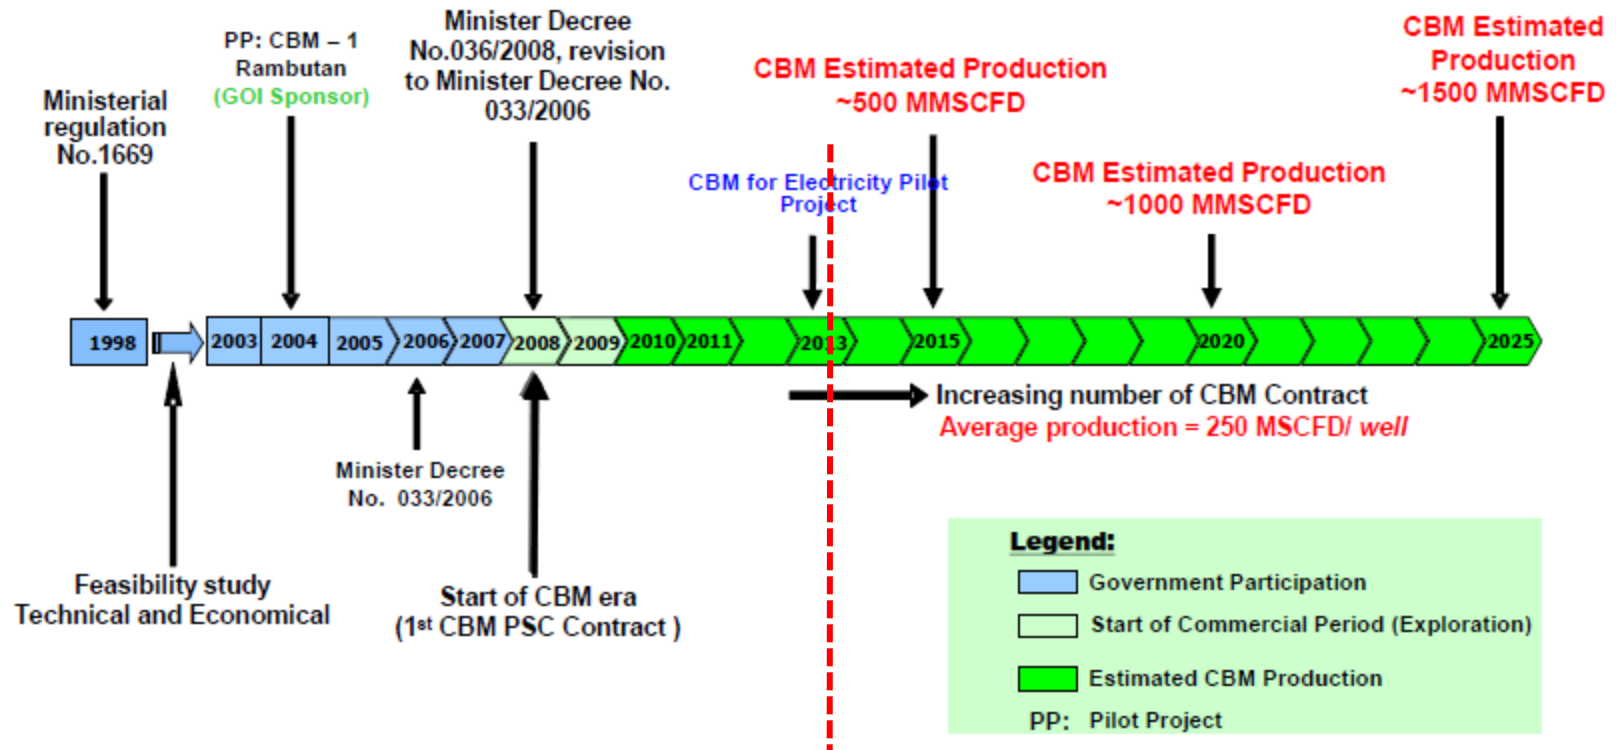 Ministerial
regulation
No.1669
PP: CBM – 1
Rambutan
(GOI Sponsor)
Minister Decree
No.036/2008, revision
to Minister Decree No.
033/2006
CBM for Electricity Pilot
Project
CBM Estimated Production
~500 MMSCFD
CBM Estimated Production
~1000 MMSCFD
CBM Estimated
Production
~1500 MMSCFD
1998 2003 2004 2005 2006 2007 2008 2009 2010 2011 2013 2015 2020 2025
Increasing number of CBM Contract
Average production = 250 MSCFD/ well
Minister Decree
No. 033/2006
Feasibility study
Technical and Economical
Start of CBM era
(1st CBM PSC Contract )
Legend:
Government Participation
Start of Commercial Period (Exploration)
Estimated CBM Production
PP: Pilot Project